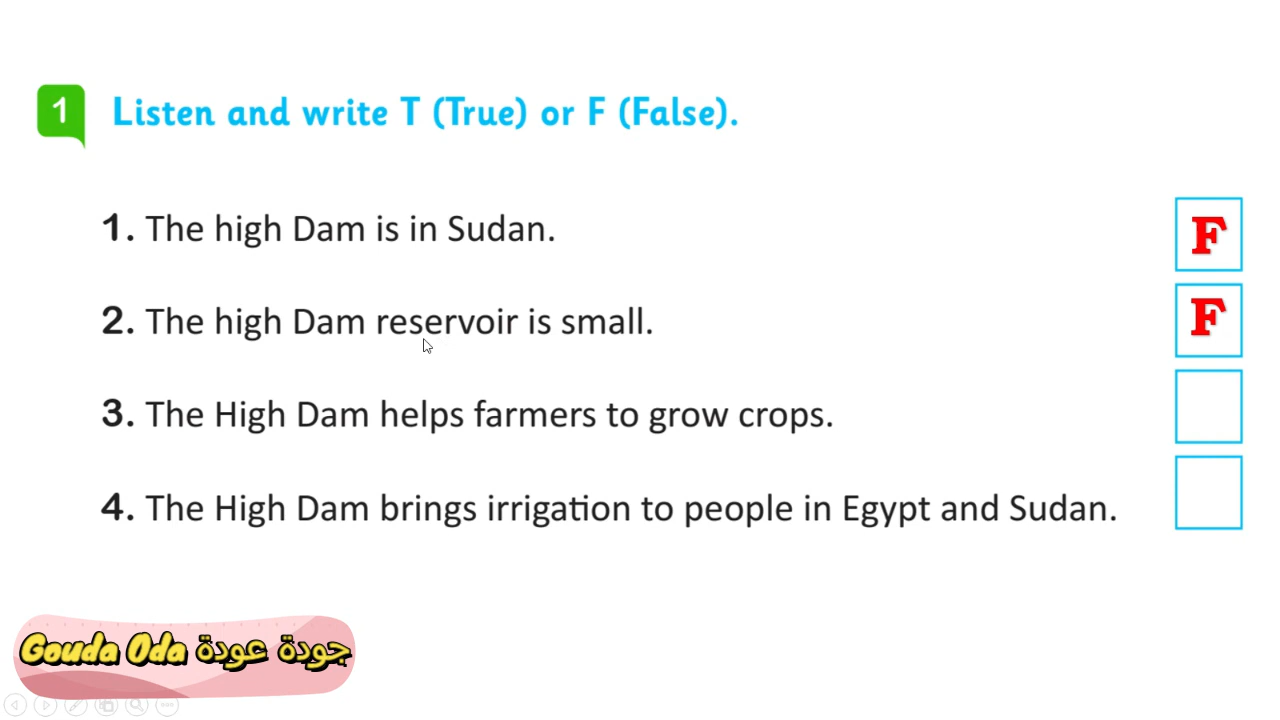 1 Listen and write T (True) or F (False).
1. The high Dam is in Sudan. F
2. The high Dam reservoir is small. F
3. The High Dam helps farmers to grow crops.
4. The High Dam brings irrigation to people in Egypt and Sudan.
Gouda Oda جودة عودة